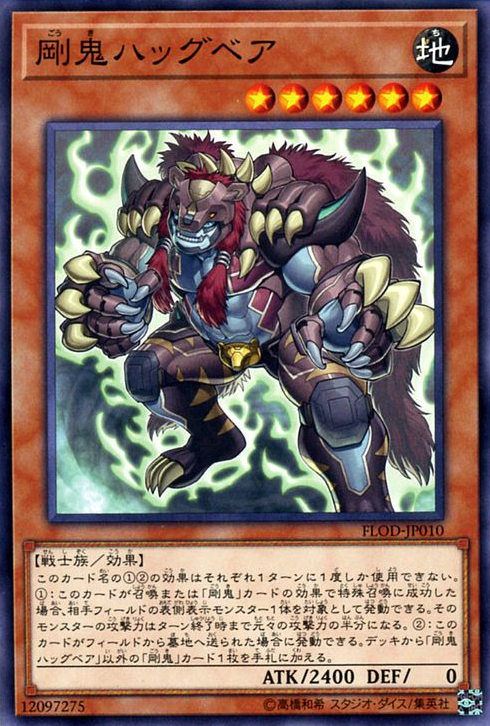 剛鬼ハッグベア
地
FLOD-JP010
【戦士族／効果】
このカード名の①②の効果はそれぞれ１ターンに１度しか使用できない。
①：このカードが召喚または「剛鬼」カードの効果で特殊召喚に成功した
場合、相手フィールドの表側表示モンスター1体を対象として発動できる。その
モンスターの攻撃力はターン終了時まで元々の攻撃力の半分になる。②：こ
のカードがフィールドから墓地へ送られた場合に発動できる。デッキから「剛鬼
ハッグベア」以外の「剛鬼」カード1枚を手札に加える。
ATK/2400 DEF/ 0
12097275 ©高橋和希 スタジオ・ダイス/集英社